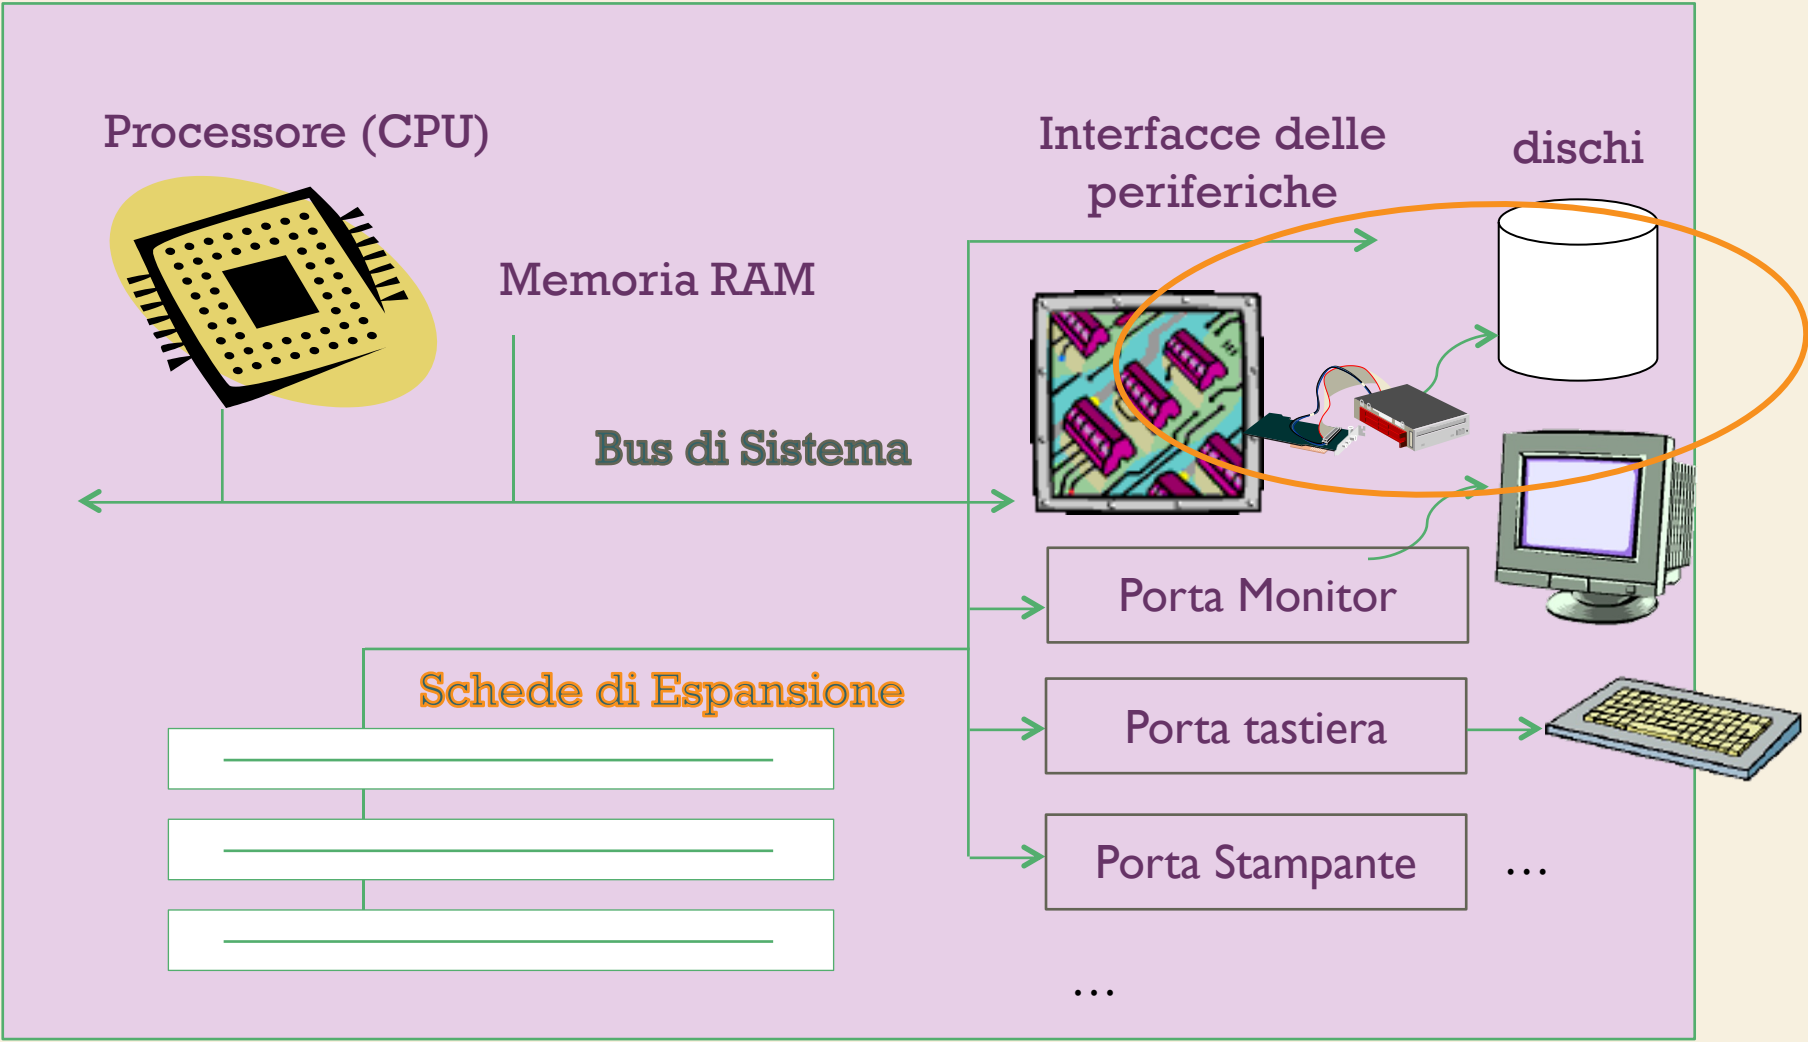 Processore (CPU)
Interfacce delle
periferiche
dischi
Memoria RAM
Bus di Sistema
Porta Monitor
Schede di Espansione
Porta tastiera
Porta Stampante
...
...